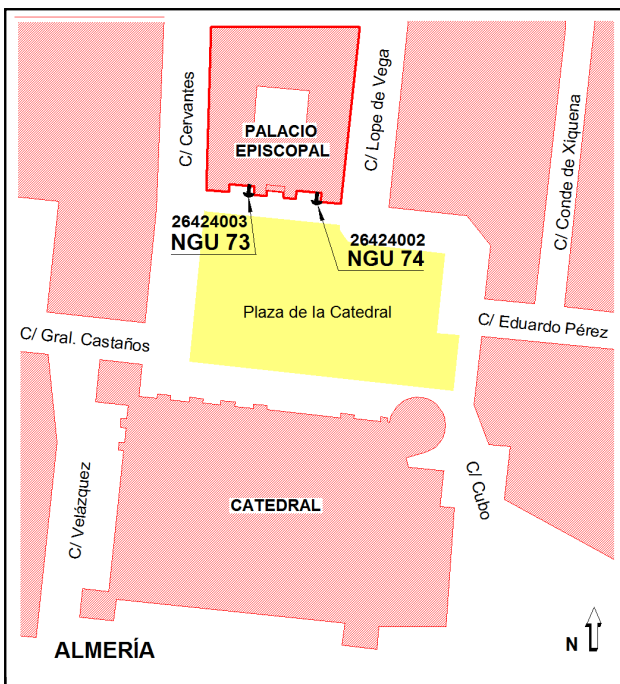 C/ Cervantes
C/ Lope de Vega
C/ Conde de Xiquena
PALACIO
EPISCOPAL
26424003
NGU 73
26424002
NGU 74
Plaza de la Catedral
C/ Gral. Castaños
C/ Eduardo Pérez
C/ Velázquez
CATEDRAL
C/ Cubo
ALMERÍA
N